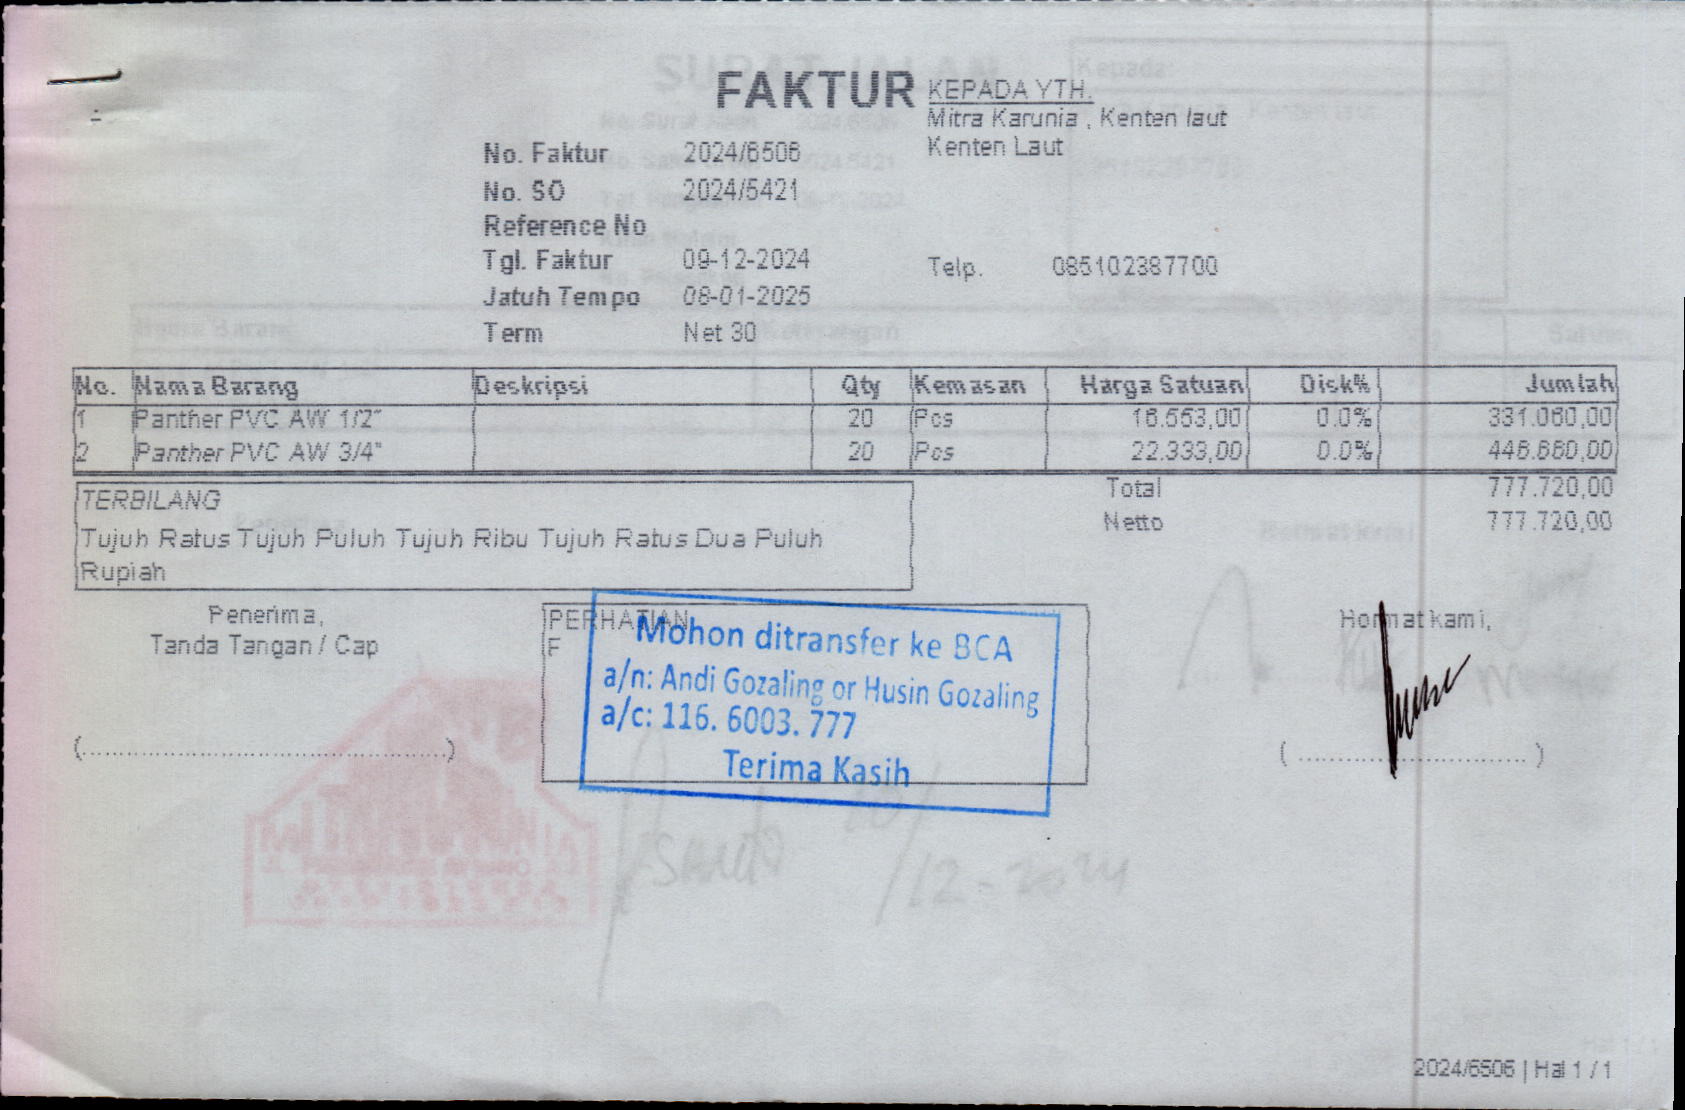 FAKTUR
KEPADA YTH.
Mitra Karunia , Kenten laut
Kenten Laut
No. Faktur 2024/6506
No. SO 2024/5421
Reference No
Tgl. Faktur 09-12-2024
Telp. 085102387700
Jatuh Tempo 08-01-2025
Term Net 30
No. Nama Barang Deskripsi Qty Kemasan Harga Satuan Disk% Jumlah
1 Panther PVC AW 1/2" 20 Pcs 16.553,00 0.0% 331.060,00
2 Panther PVC AW 3/4" 20 Pcs 22.333,00 0.0% 446.660,00
Total 777.720,00
Netto 777.720,00
TERBILANG
Tujuh Ratus Tujuh Puluh Tujuh Ribu Tujuh Ratus Dua Puluh
Rupiah
Penerima,
Tanda Tangan / Cap
(................................................)
PERHATIAN
F
Mohon ditransfer ke BCA
a/n: Andi Gozaling or Husin Gozaling
a/c: 116. 6003. 777
Terima Kasih
Hormat kami,
( .............................. )
2024/6506 | Hal 1 / 1